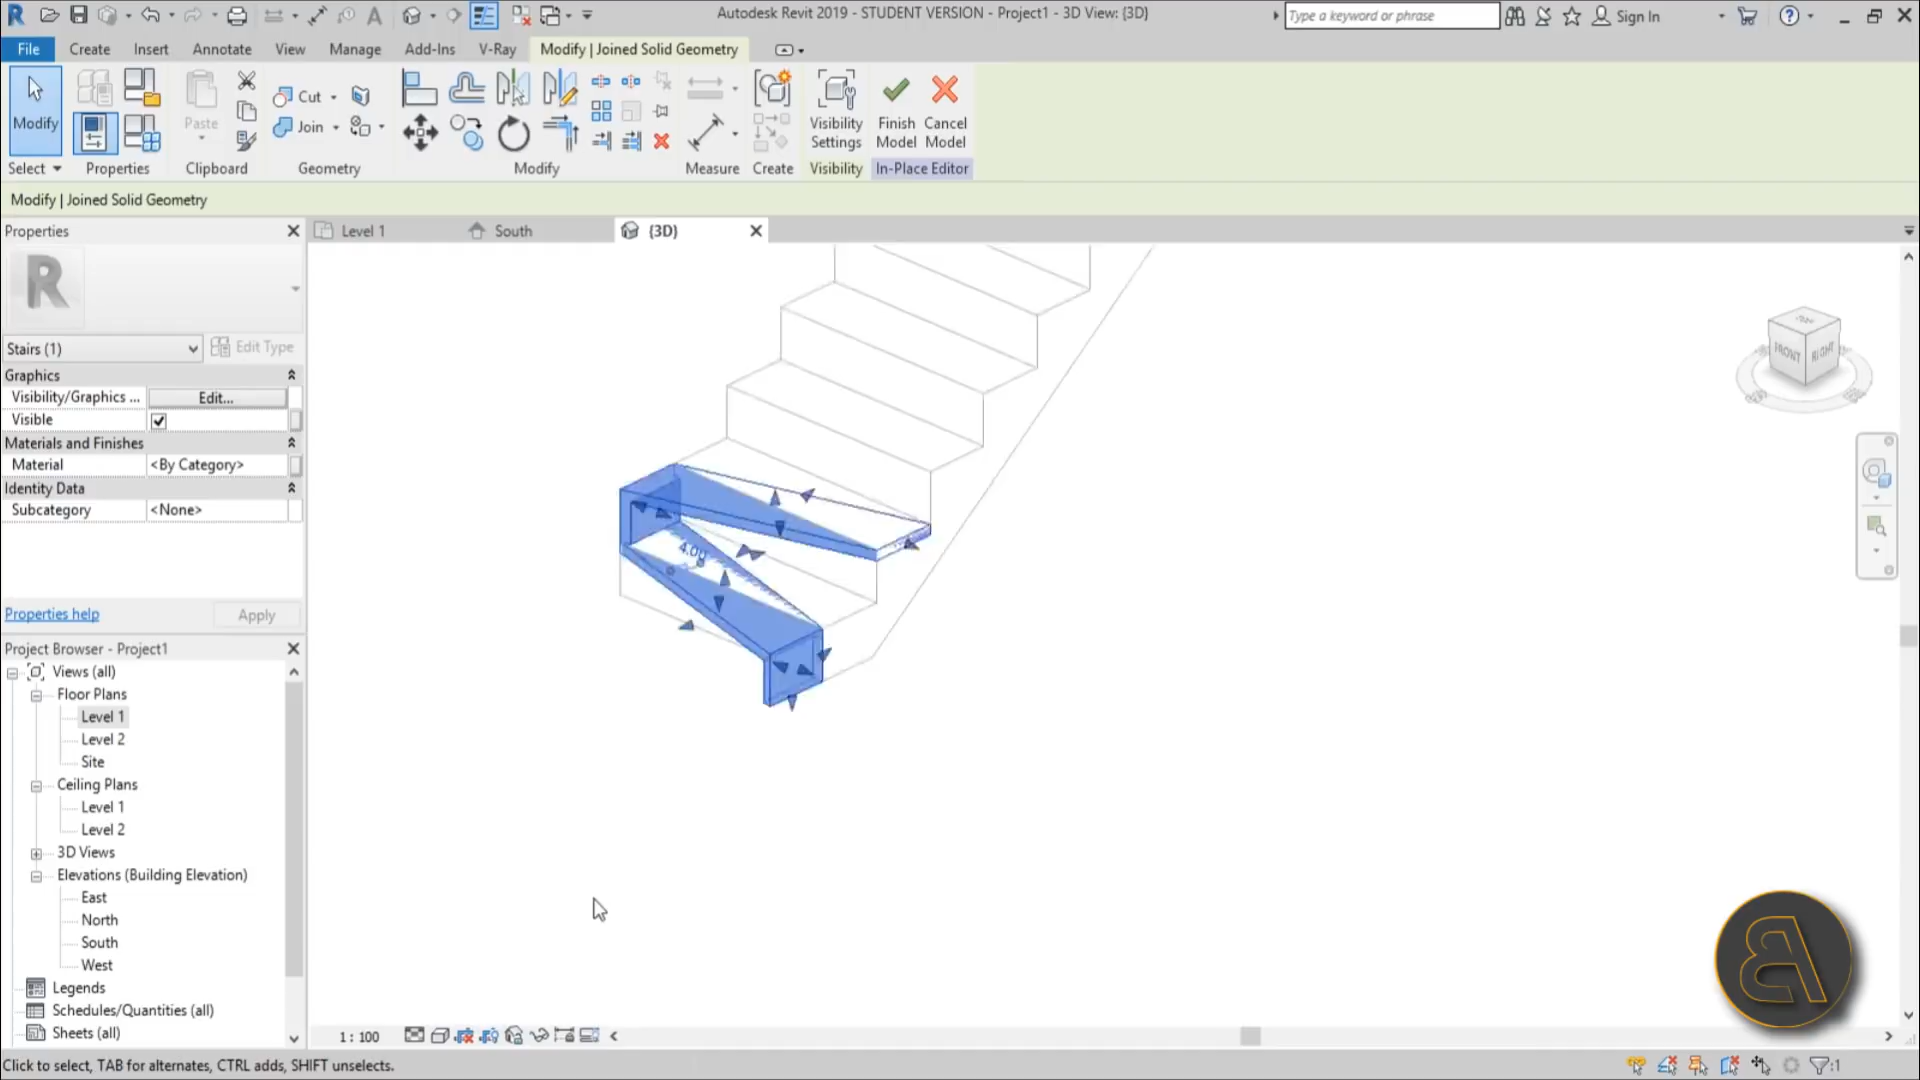 Autodesk Revit 2019 - STUDENT VERSION - Project1 - 3D View: {3D}
Type a keyword or phrase
Sign In
File
Create
Insert
Annotate
View
Manage
Add-Ins
V-Ray
Modify | Joined Solid Geometry
Modify
Paste
Cut
Join
Visibility
Settings
Finish
Model
Cancel
Model
Select
Properties
Clipboard
Geometry
Modify
Measure
Create
Visibility
In-Place Editor
Modify | Joined Solid Geometry
Properties
Level 1
South
{3D}
Stairs (1)
Edit Type
Graphics
Visibility/Graphics ...
Edit...
Visible
Materials and Finishes
Material
<By Category>
Identity Data
Subcategory
<None>
Properties help
Apply
Project Browser - Project1
Views (all)
Floor Plans
Level 1
Level 2
Site
Ceiling Plans
Level 1
Level 2
3D Views
Elevations (Building Elevation)
East
North
South
West
Legends
Schedules/Quantities (all)
Sheets (all)
4.00
FRONT
RIGHT
1 : 100
Click to select, TAB for alternates, CTRL adds, SHIFT unselects.
:1